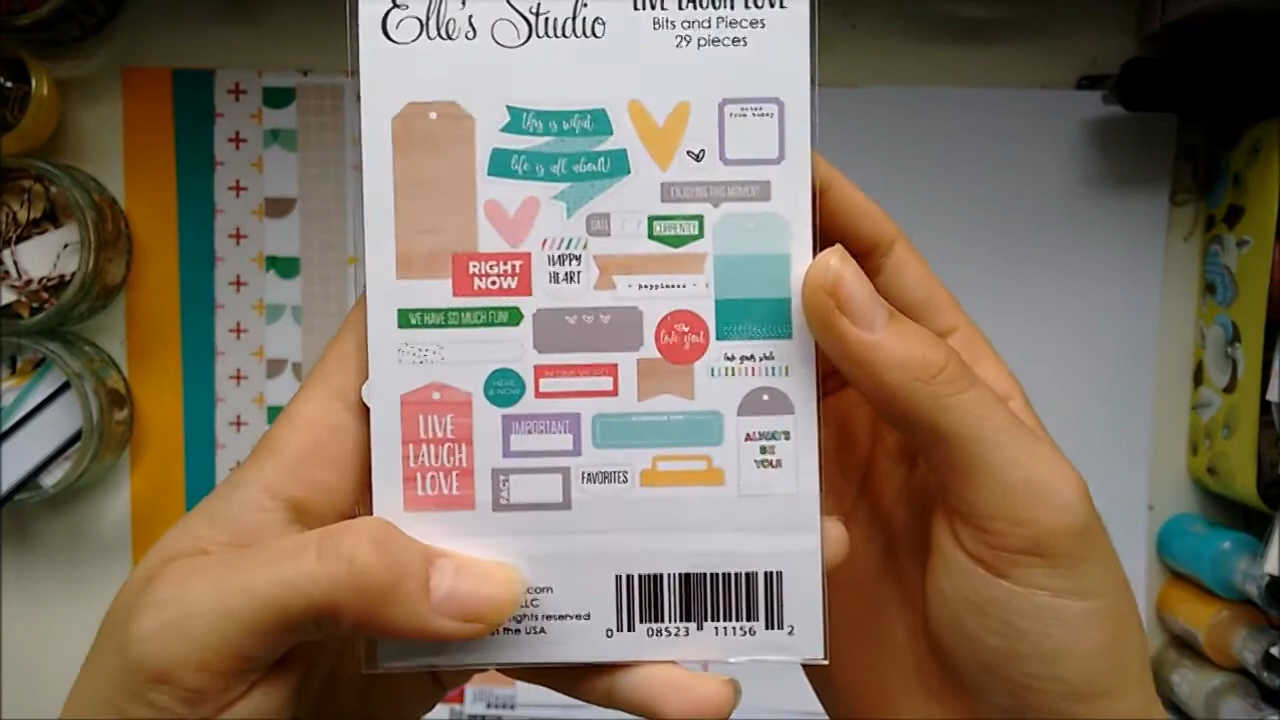 Elle's Studio
LIVE LAUGH LOVE
Bits and Pieces
29 pieces
this is what
life is all about!
notes
from today
ENJOYING THIS MOMENT
DATE / /
CURRENTLY
RIGHT
NOW
HAPPY
HEART
- happiness -
WE HAVE SO MUCH FUN!
love you
HERE
& NOW
IN ONE WORD
LIVE
LAUGH
LOVE
IMPORTANT
ALWAYS
BE
YOU!
FACT
FAVORITES
.com
LLC
rights reserved
the USA
0 08523 11156 2